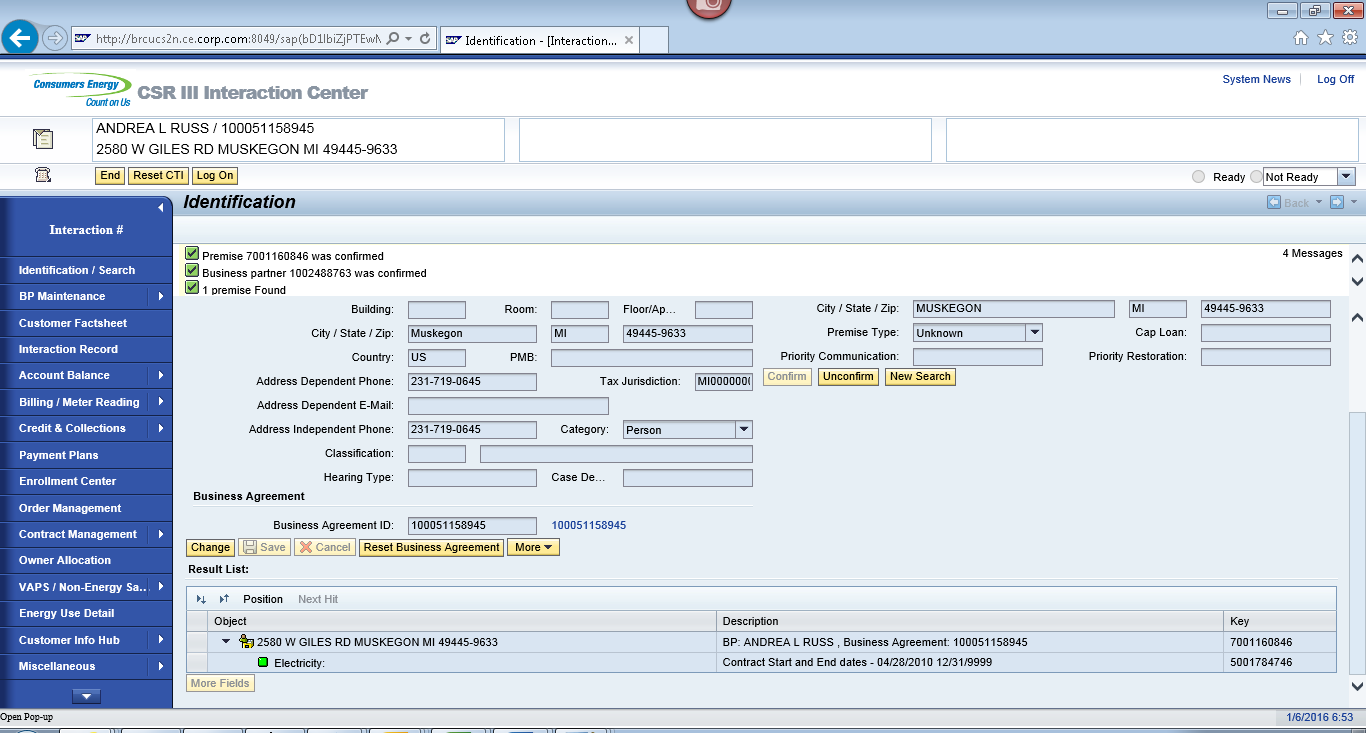 http://brcucs2n.ce.corp.com:8049/sap(bD1lbiZjPTEwN
SAP Identification - [Interaction...
System News Log Off
Consumers Energy
Count on Us
CSR III Interaction Center
ANDREA L RUSS / 100051158945
2580 W GILES RD MUSKEGON MI 49445-9633
End Reset CTI Log On
Ready Not Ready
Identification
Back
Interaction #
Identification / Search
BP Maintenance
Customer Factsheet
Interaction Record
Account Balance
Billing / Meter Reading
Credit & Collections
Payment Plans
Enrollment Center
Order Management
Contract Management
Owner Allocation
VAPS / Non-Energy Sa...
Energy Use Detail
Customer Info Hub
Miscellaneous
Premise 7001160846 was confirmed
4 Messages
Business partner 1002488763 was confirmed
1 premise Found
Building: Room: Floor/Ap... City / State / Zip: MUSKEGON MI 49445-9633
City / State / Zip: Muskegon MI 49445-9633 Premise Type: Unknown Cap Loan:
Country: US PMB: Priority Communication: Priority Restoration:
Address Dependent Phone: 231-719-0645 Tax Jurisdiction: MI000000 Confirm Unconfirm New Search
Address Dependent E-Mail:
Address Independent Phone: 231-719-0645 Category: Person
Classification:
Hearing Type: Case De...
Business Agreement
Business Agreement ID: 100051158945 100051158945
Change Save Cancel Reset Business Agreement More
Result List:
Position Next Hit
Object Description Key
2580 W GILES RD MUSKEGON MI 49445-9633 BP: ANDREA L RUSS , Business Agreement: 100051158945 7001160846
Electricity: Contract Start and End dates - 04/28/2010 12/31/9999 5001784746
More Fields
Open Pop-up
1/6/2016 6:53